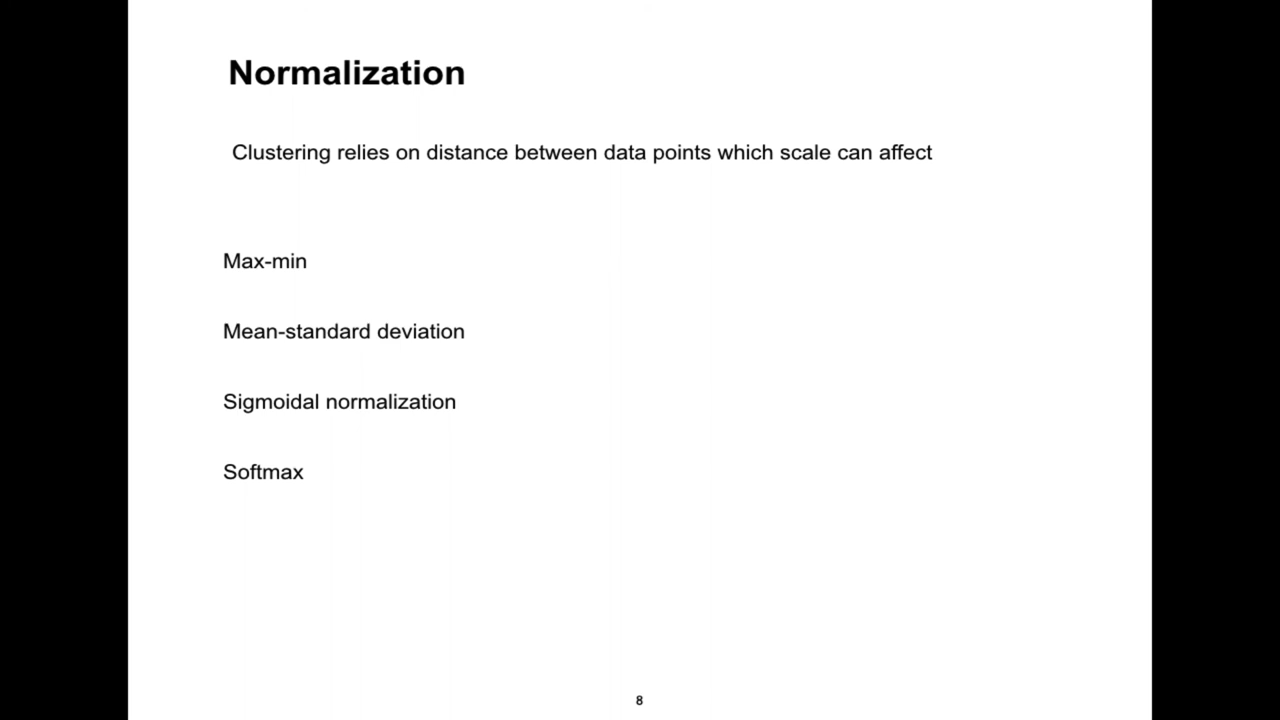 Normalization
Clustering relies on distance between data points which scale can affect
Max-min
Mean-standard deviation
Sigmoidal normalization
Softmax
8